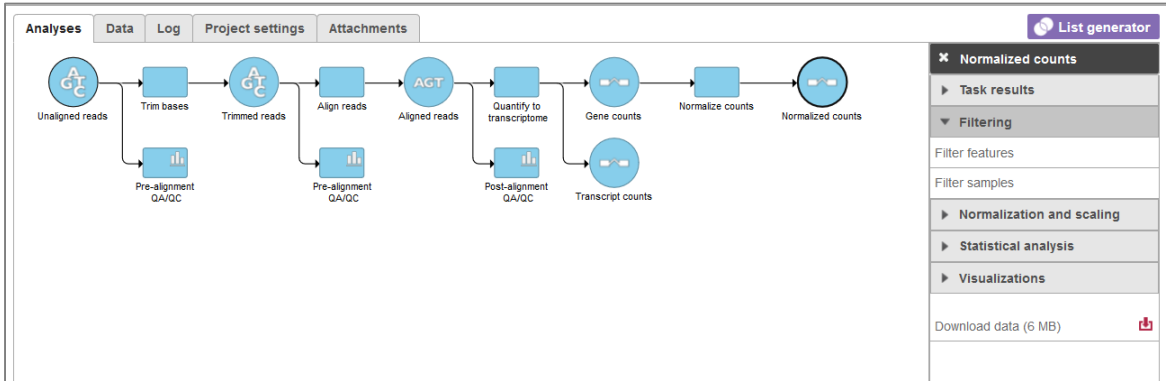 Analyses
Data
Log
Project settings
Attachments
List generator
AGTC
Unaligned reads
Trim bases
AGTC
Trimmed reads
Align reads
AGT
Aligned reads
Quantify to
transcriptome
Gene counts
Normalize counts
Normalized counts
Pre-alignment
QA/QC
Pre-alignment
QA/QC
Post-alignment
QA/QC
Transcript counts
Normalized counts
Task results
Filtering
Filter features
Filter samples
Normalization and scaling
Statistical analysis
Visualizations
Download data (6 MB)